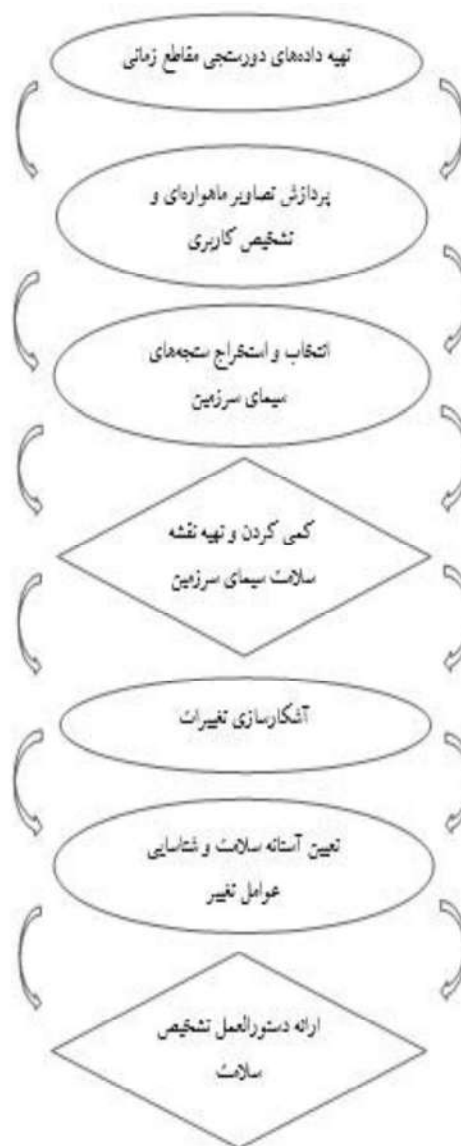 تهیه داده‌های دورسنجی مقاطع زمانی
پردازش تصاویر ماهواره‌ای و
تشخیص کاربری
انتخاب و استخراج سنجه‌های
سیمای سرزمین
کمی کردن و تهیه نقشه
سلامت سیمای سرزمین
آشکارسازی تغییرات
تعیین آستانه سلامت و شناسایی
عوامل تغییر
ارائه دستورالعمل تشخیص
سلامت